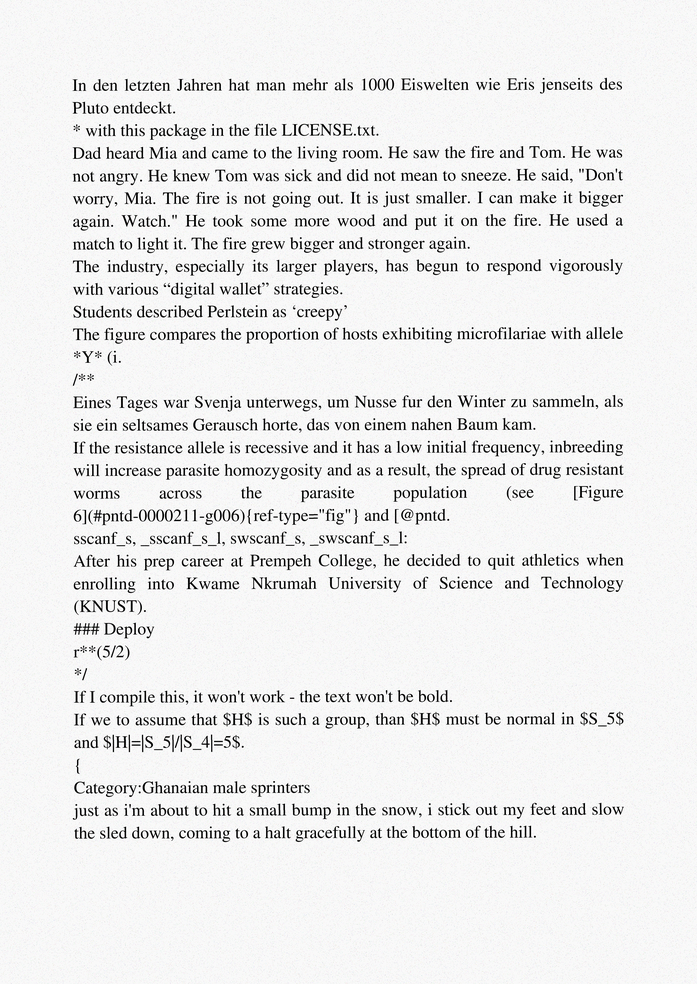 In den letzten Jahren hat man mehr als 1000 Eiswelten wie Eris jenseits des
Pluto entdeckt.
* with this package in the file LICENSE.txt.
Dad heard Mia and came to the living room. He saw the fire and Tom. He was
not angry. He knew Tom was sick and did not mean to sneeze. He said, "Don't
worry, Mia. The fire is not going out. It is just smaller. I can make it bigger
again. Watch." He took some more wood and put it on the fire. He used a
match to light it. The fire grew bigger and stronger again.
The industry, especially its larger players, has begun to respond vigorously
with various “digital wallet” strategies.
Students described Perlstein as ‘creepy’
The figure compares the proportion of hosts exhibiting microfilariae with allele
*Y* (i.
/**
Eines Tages war Svenja unterwegs, um Nusse fur den Winter zu sammeln, als
sie ein seltsames Gerausch horte, das von einem nahen Baum kam.
If the resistance allele is recessive and it has a low initial frequency, inbreeding
will increase parasite homozygosity and as a result, the spread of drug resistant
worms across the parasite population (see [Figure
6](#pntd-0000211-g006){ref-type="fig"} and [@pntd.
sscanf_s, _sscanf_s_l, swscanf_s, _swscanf_s_l:
After his prep career at Prempeh College, he decided to quit athletics when
enrolling into Kwame Nkrumah University of Science and Technology
(KNUST).
### Deploy
r**(5/2)
*/
If I compile this, it won't work - the text won't be bold.
If we to assume that $H$ is such a group, than $H$ must be normal in $S_5$
and $|H|=|S_5|/|S_4|=5$.
{
Category:Ghanaian male sprinters
just as i'm about to hit a small bump in the snow, i stick out my feet and slow
the sled down, coming to a halt gracefully at the bottom of the hill.